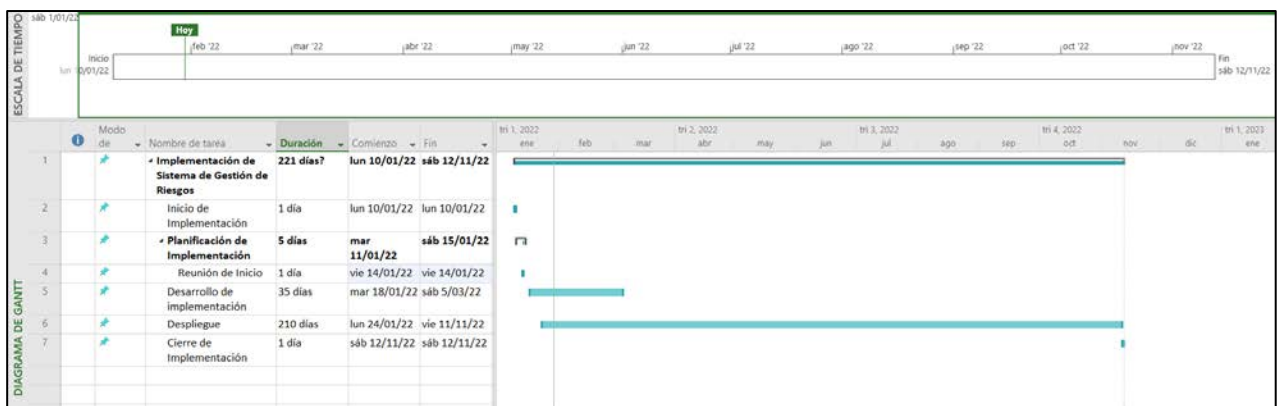 ESCALA DE TIEMPO
sáb 1/01/22
Hoy
feb '22 mar '22 abr '22 may '22 jun '22 jul '22 ago '22 sep '22 oct '22 nov '22
Inicio
lun 10/01/22
Fin
sáb 12/11/22
DIAGRAMA DE GANTT
Modo de Nombre de tarea Duración Comienzo Fin
tri 1, 2022 tri 2, 2022 tri 3, 2022 tri 4, 2022 tri 1, 2023
ene feb mar abr may jun jul ago sep oct nov dic ene
1 Implementación de 221 días? lun 10/01/22 sáb 12/11/22
Sistema de Gestión de
Riesgos
2 Inicio de 1 día lun 10/01/22 lun 10/01/22
Implementación
3 Planificación de 5 días mar sáb 15/01/22
Implementación 11/01/22
4 Reunión de Inicio 1 día vie 14/01/22 vie 14/01/22
5 Desarrollo de 35 días mar 18/01/22 sáb 5/03/22
implementación
6 Despliegue 210 días lun 24/01/22 vie 11/11/22
7 Cierre de 1 día sáb 12/11/22 sáb 12/11/22
Implementación